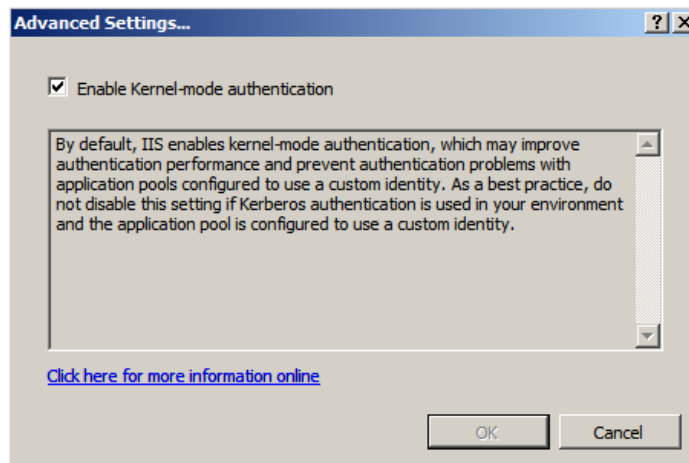 Advanced Settings...
Enable Kernel-mode authentication
By default, IIS enables kernel-mode authentication, which may improve
authentication performance and prevent authentication problems with
application pools configured to use a custom identity. As a best practice, do
not disable this setting if Kerberos authentication is used in your environment
and the application pool is configured to use a custom identity.
Click here for more information online
OK
Cancel